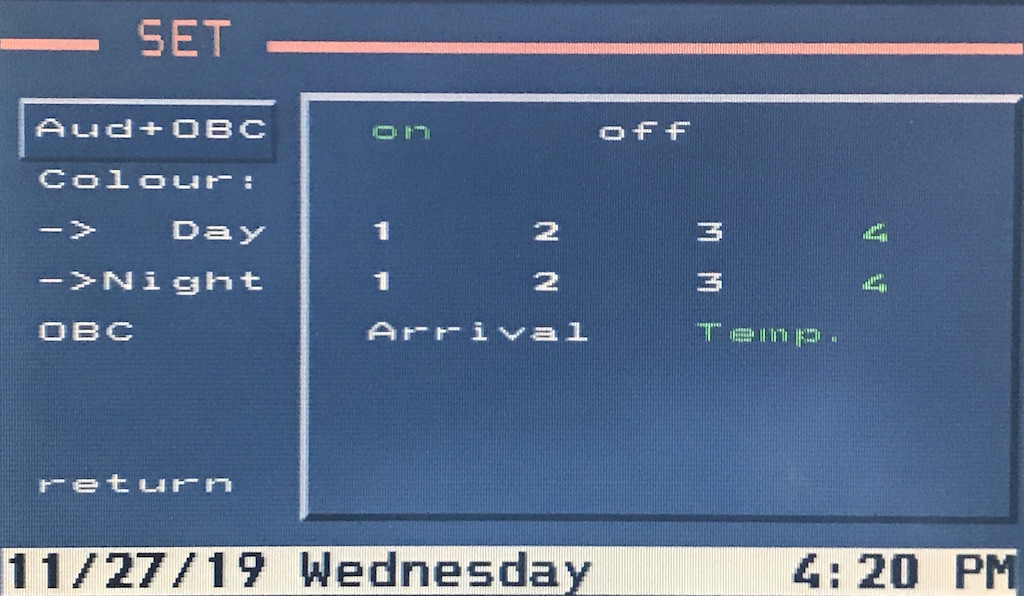 SET
Aud+OBC on off
Colour:
-> Day 1 2 3 4
->Night 1 2 3 4
OBC Arrival Temp.
return
11/27/19 Wednesday 4:20 PM